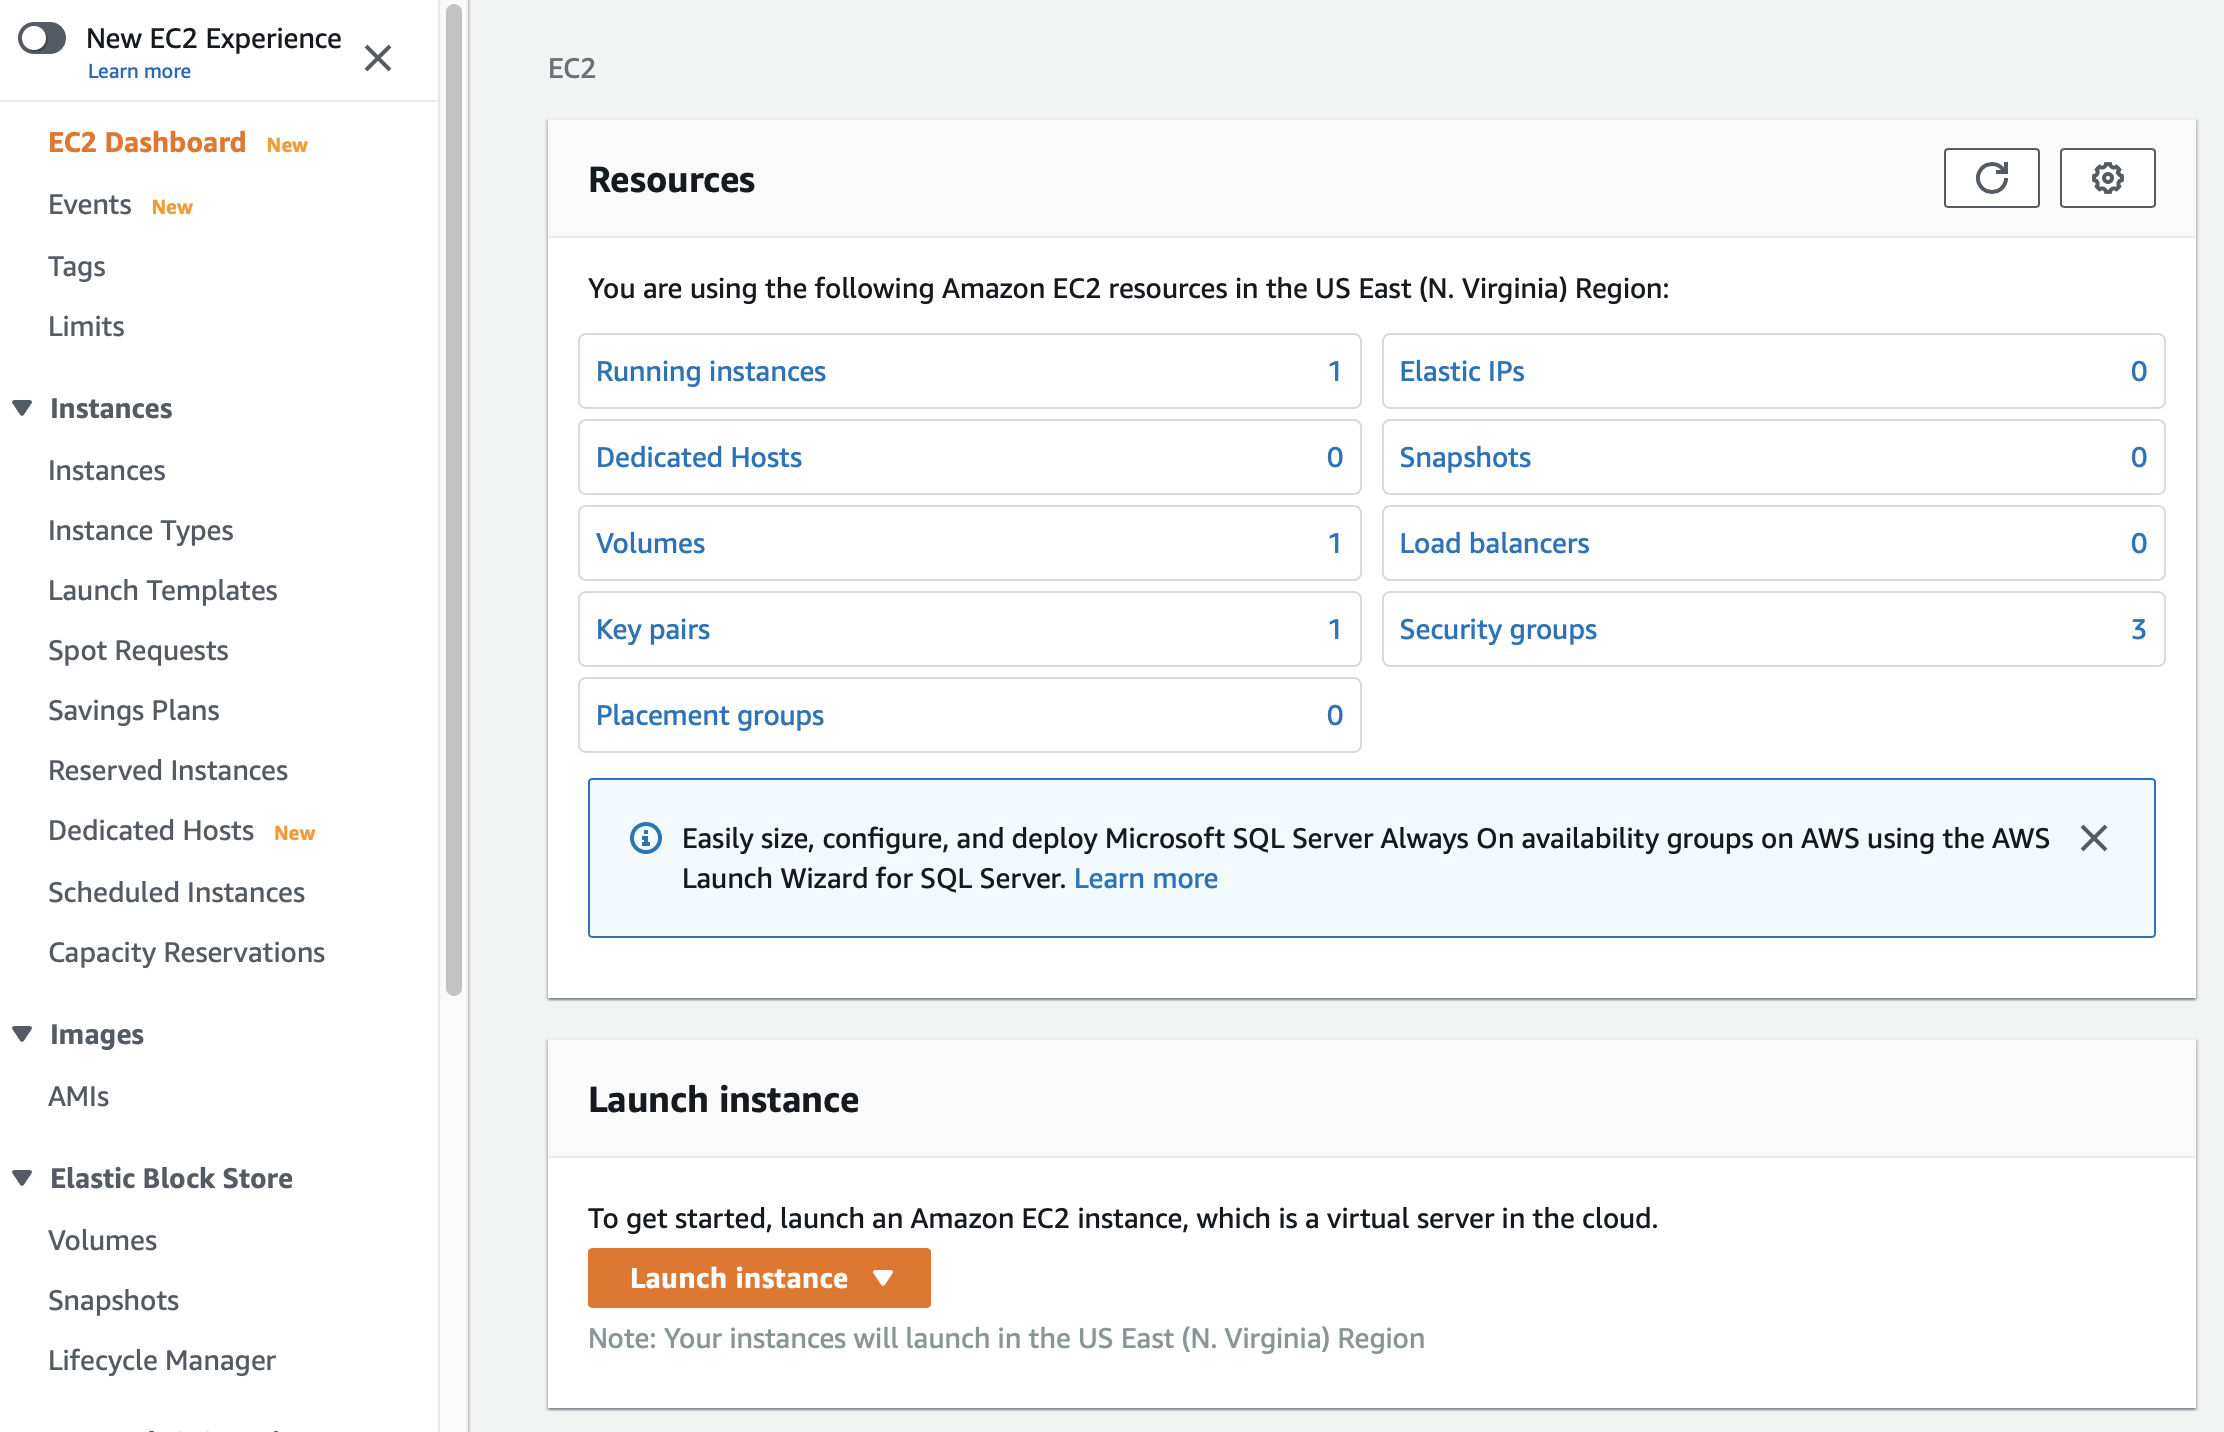 New EC2 Experience
Learn more
EC2 Dashboard New
Events New
Tags
Limits
Instances
Instances
Instance Types
Launch Templates
Spot Requests
Savings Plans
Reserved Instances
Dedicated Hosts New
Scheduled Instances
Capacity Reservations
Images
AMIs
Elastic Block Store
Volumes
Snapshots
Lifecycle Manager
EC2
Resources
You are using the following Amazon EC2 resources in the US East (N. Virginia) Region:
Running instances 1
Elastic IPs 0
Dedicated Hosts 0
Snapshots 0
Volumes 1
Load balancers 0
Key pairs 1
Security groups 3
Placement groups 0
Easily size, configure, and deploy Microsoft SQL Server Always On availability groups on AWS using the AWS
Launch Wizard for SQL Server. Learn more
Launch instance
To get started, launch an Amazon EC2 instance, which is a virtual server in the cloud.
Launch instance
Note: Your instances will launch in the US East (N. Virginia) Region